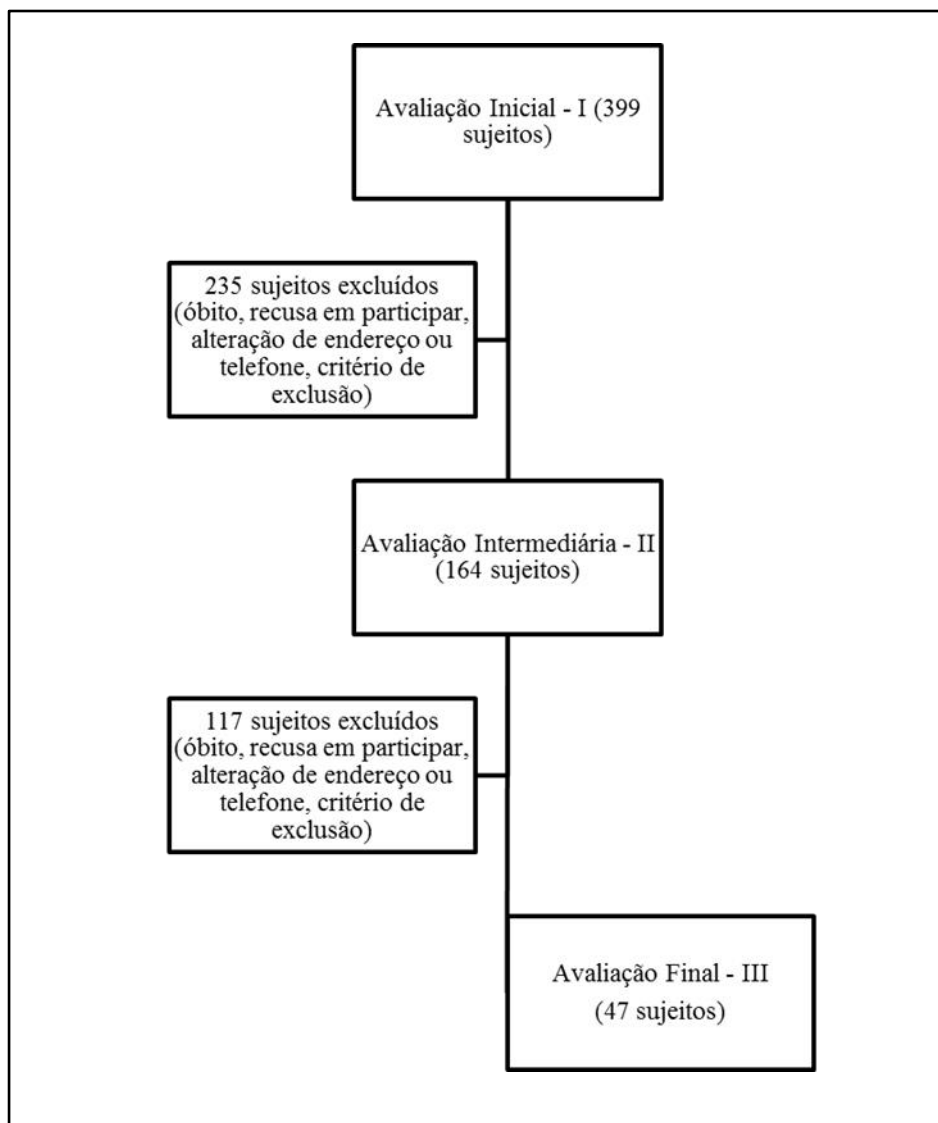 Avaliação Inicial - I (399
sujeitos)
235 sujeitos excluídos
(óbito, recusa em participar,
alteração de endereço ou
telefone, critério de
exclusão)
Avaliação Intermediária - II
(164 sujeitos)
117 sujeitos excluídos
(óbito, recusa em participar,
alteração de endereço ou
telefone, critério de
exclusão)
Avaliação Final - III
(47 sujeitos)